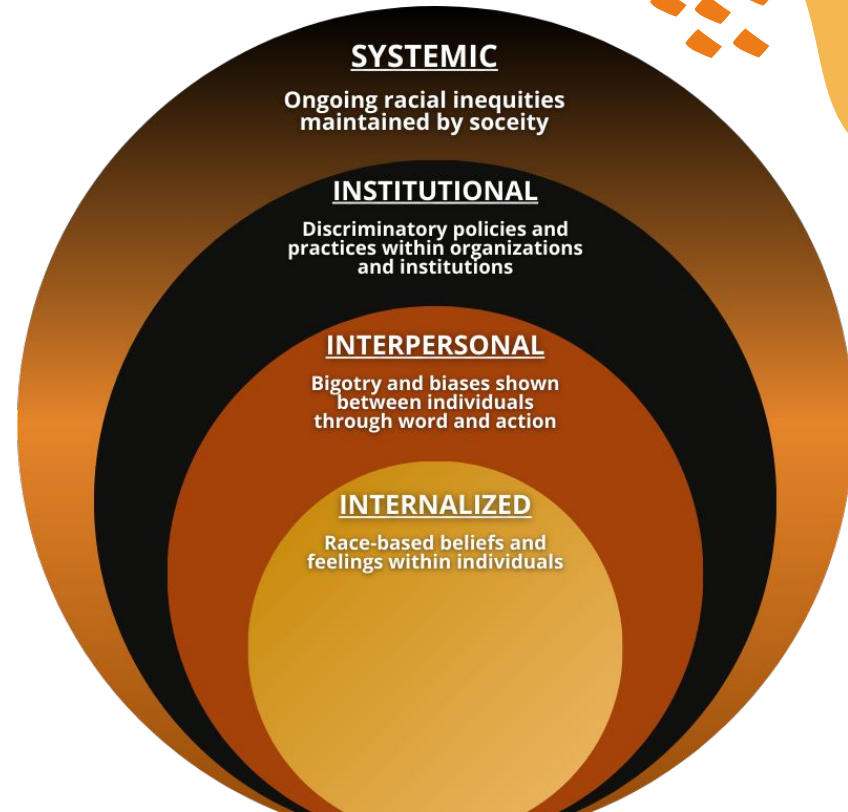 SYSTEMIC
Ongoing racial inequities
maintained by soceity
INSTITUTIONAL
Discriminatory policies and
practices within organizations
and institutions
INTERPERSONAL
Bigotry and biases shown
between individuals
through word and action
INTERNALIZED
Race-based beliefs and
feelings within individuals